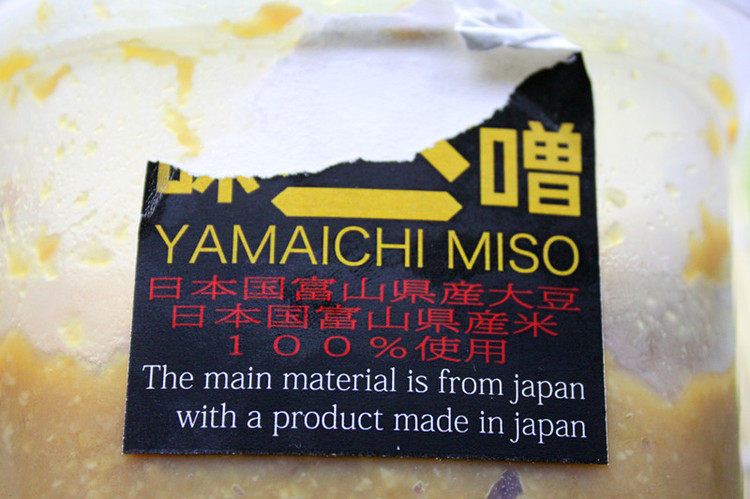 味 噌
YAMAICHI MISO
日本国富山県産大豆
日本国富山県産米
１００％使用
The main material is from japan
with a product made in japan